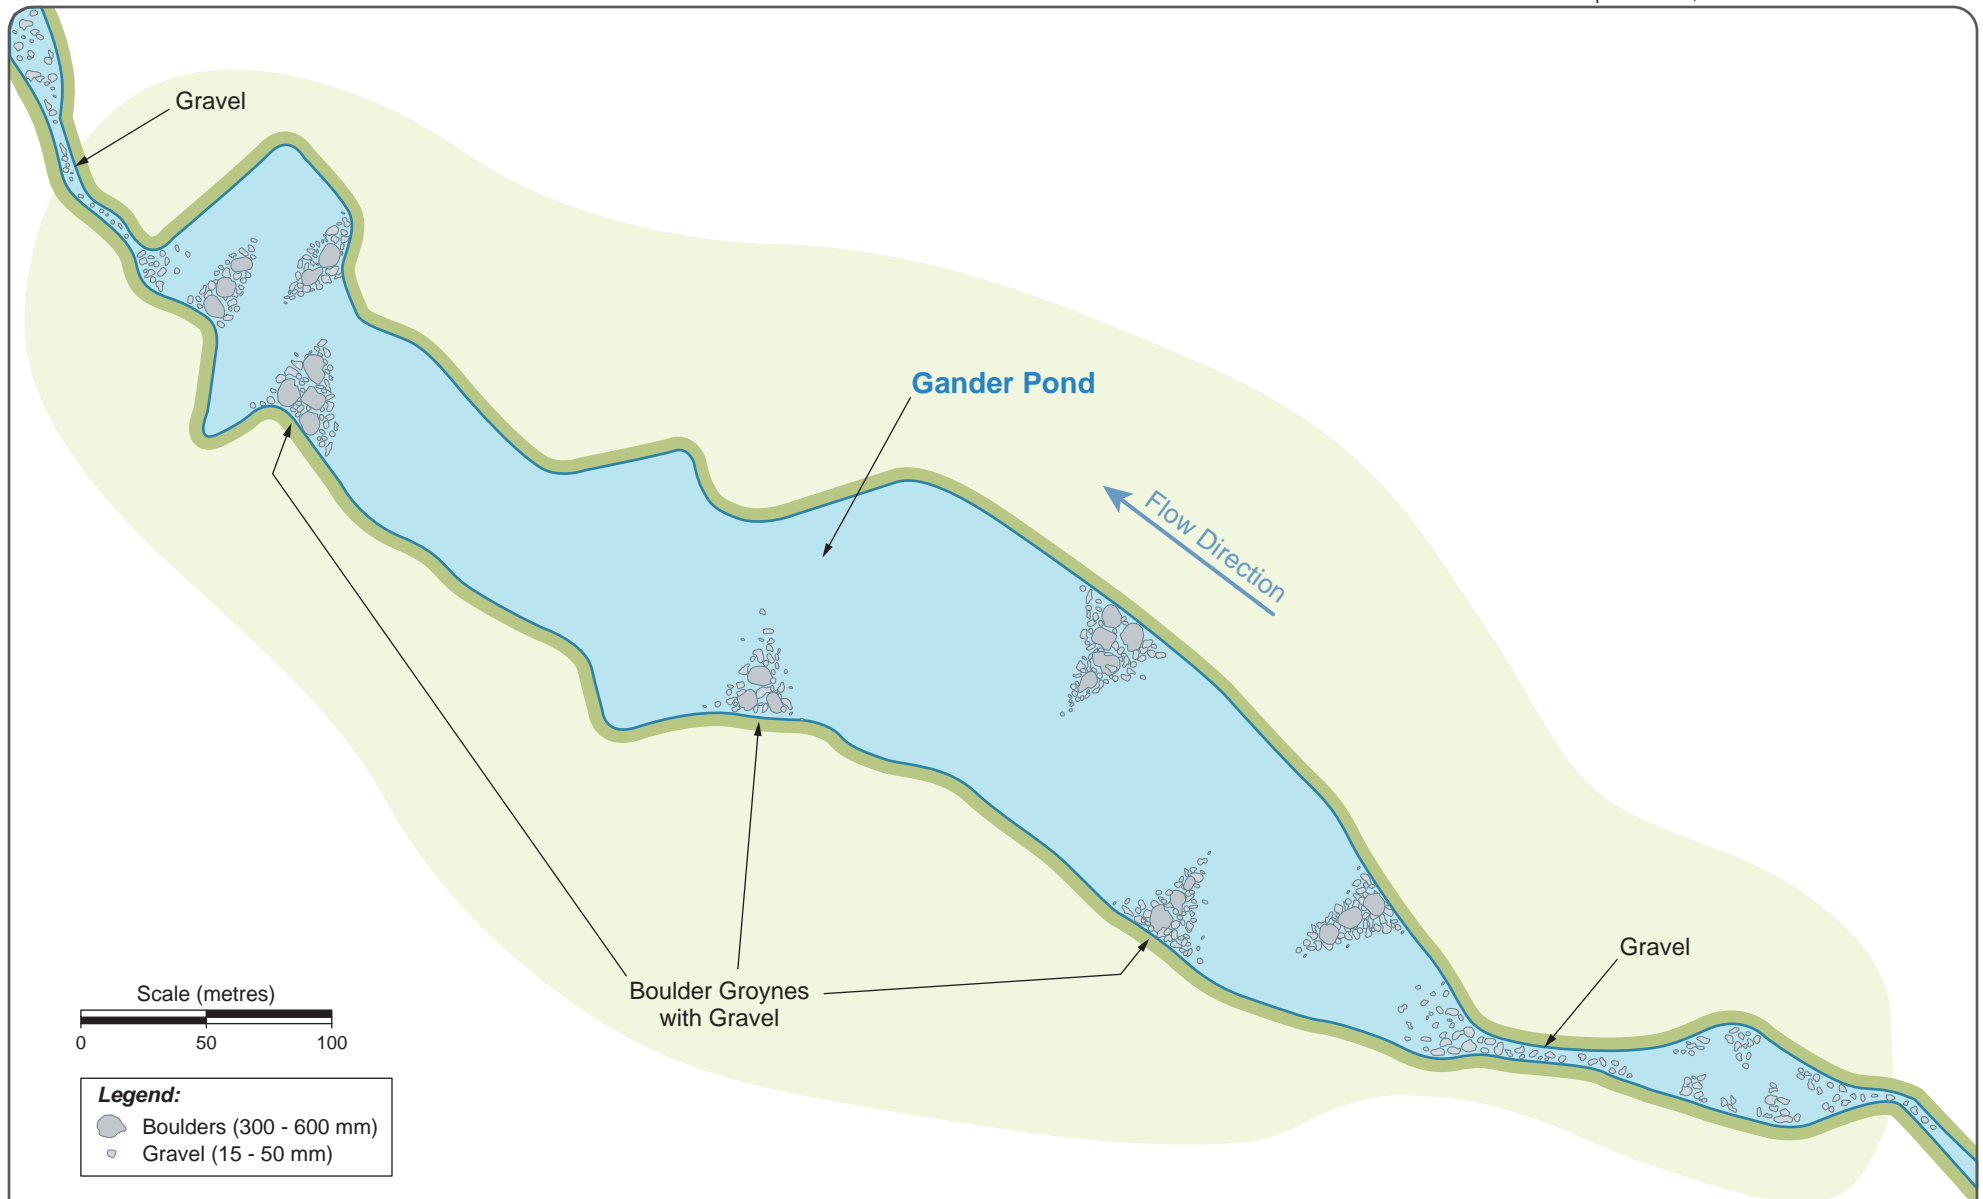 Gravel
Gander Pond
Flow Direction
Gravel
Boulder Groynes
with Gravel
Scale (metres)
0 50 100
Legend:
Boulders (300 - 600 mm)
Gravel (15 - 50 mm)